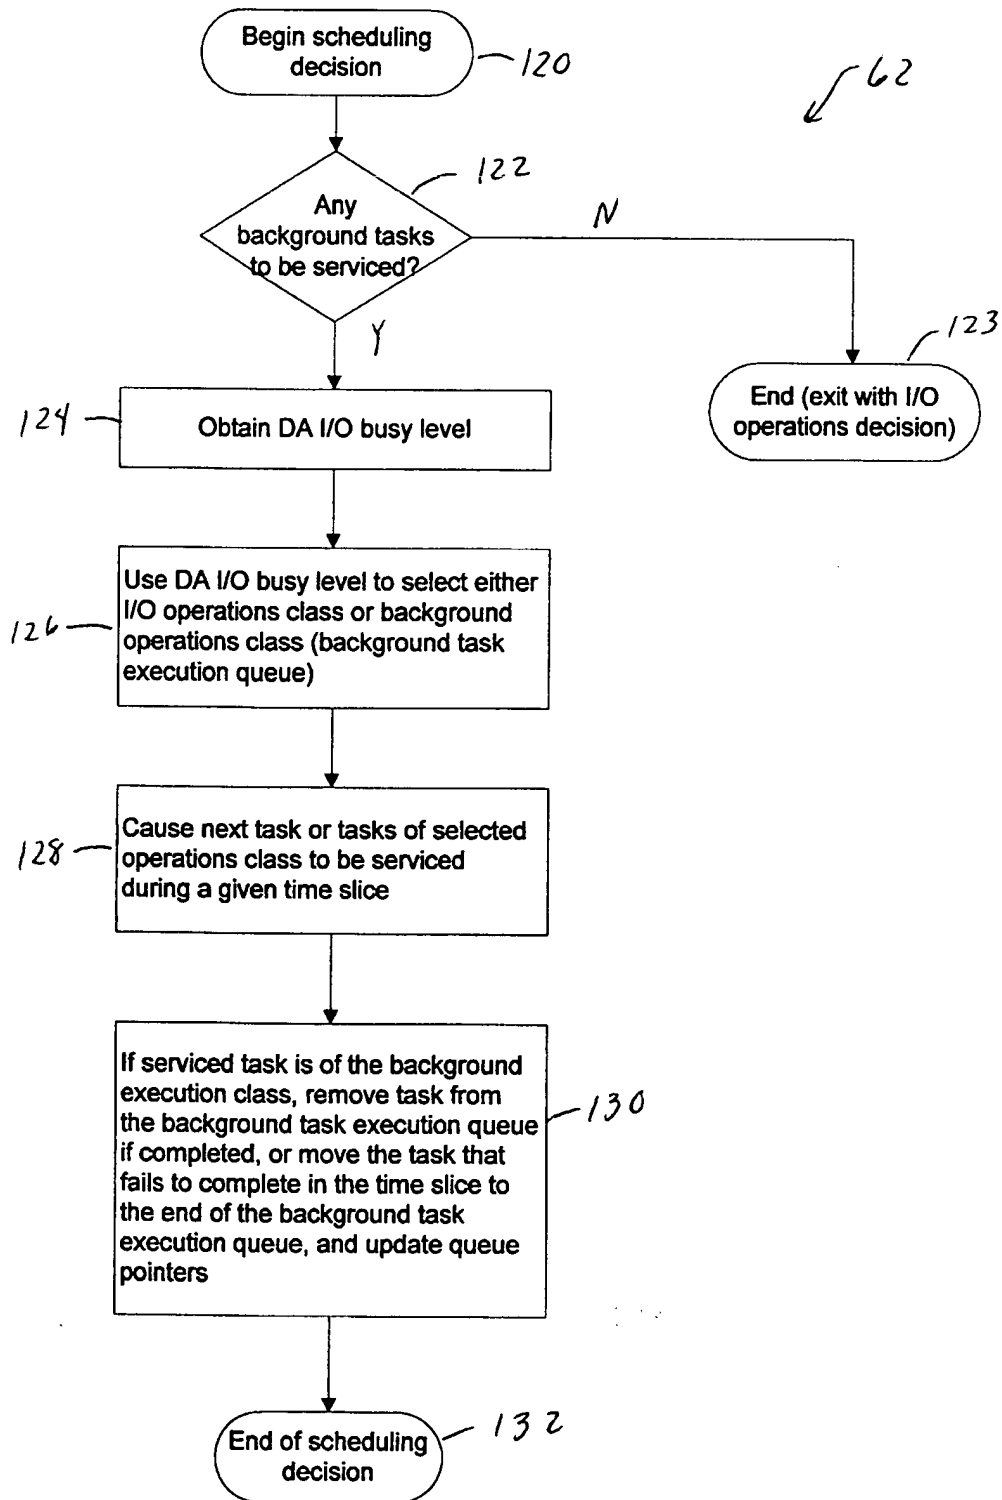 Begin scheduling
decision
120
62
122
Any
background tasks
to be serviced?
N
Y
123
End (exit with I/O
operations decision)
124
Obtain DA I/O busy level
126
Use DA I/O busy level to select either
I/O operations class or background
operations class (background task
execution queue)
128
Cause next task or tasks of selected
operations class to be serviced
during a given time slice
If serviced task is of the background
execution class, remove task from
the background task execution queue
if completed, or move the task that
fails to complete in the time slice to
the end of the background task
execution queue, and update queue
pointers
130
End of scheduling
decision
132